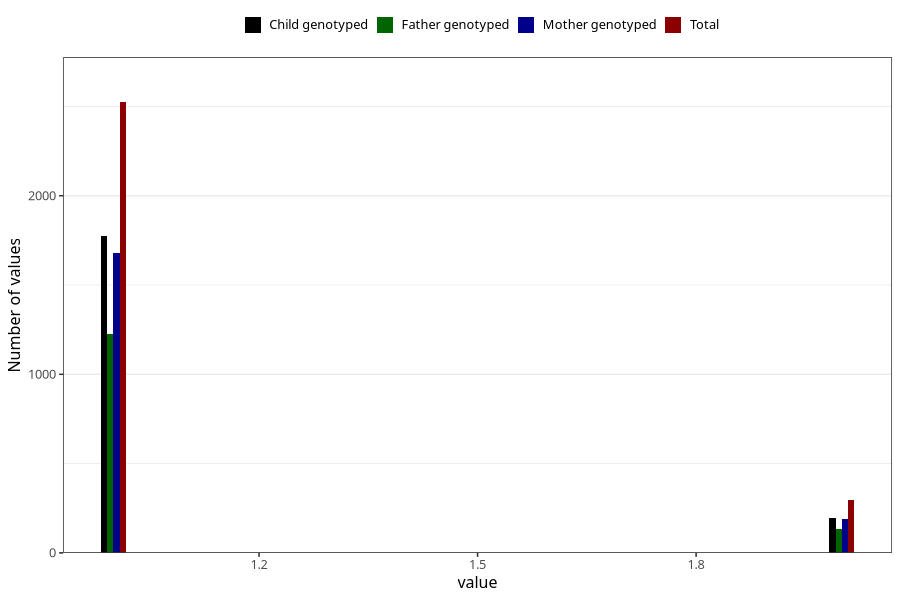 Child genotyped Father genotyped Mother genotyped Total
Number of values
2000
1000
0
1.2 1.5 1.8
value